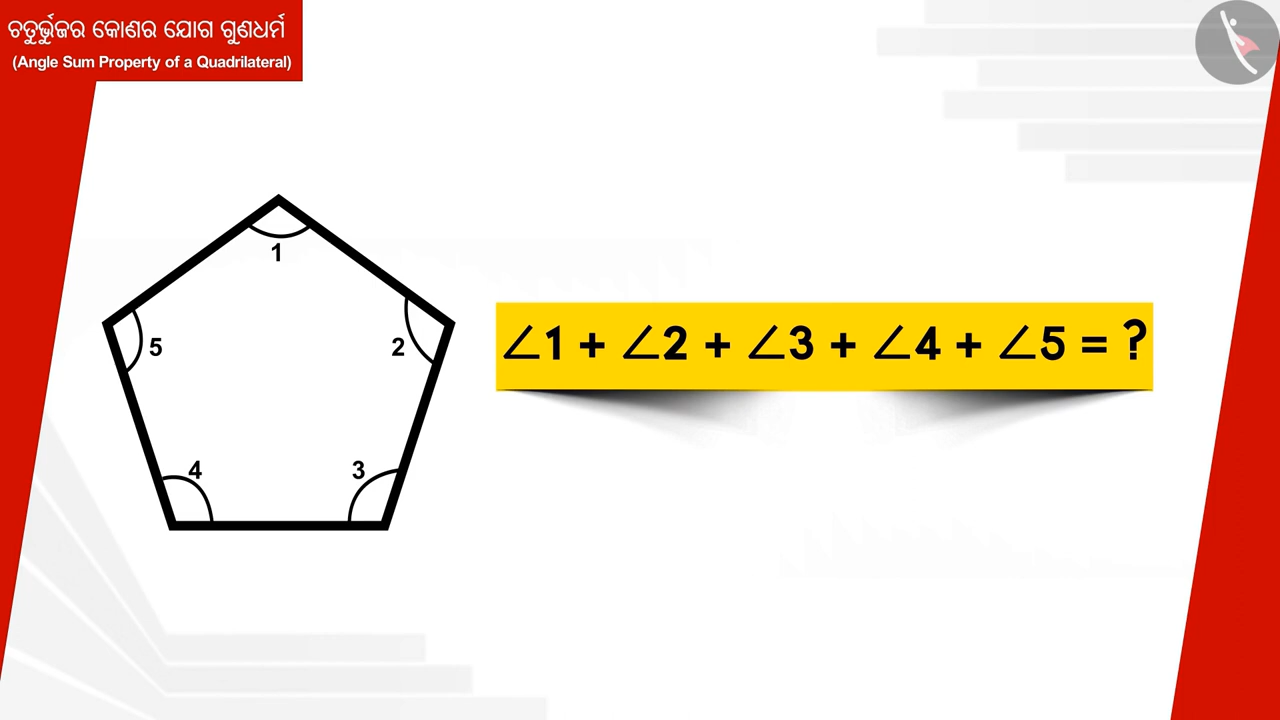 ଚତୁର୍ଭୁଜର କୋଣର ଯୋଗ ଗୁଣଧର୍ମ
(Angle Sum Property of a Quadrilateral)
1
5
2
∠1 + ∠2 + ∠3 + ∠4 + ∠5 = ?
4
3